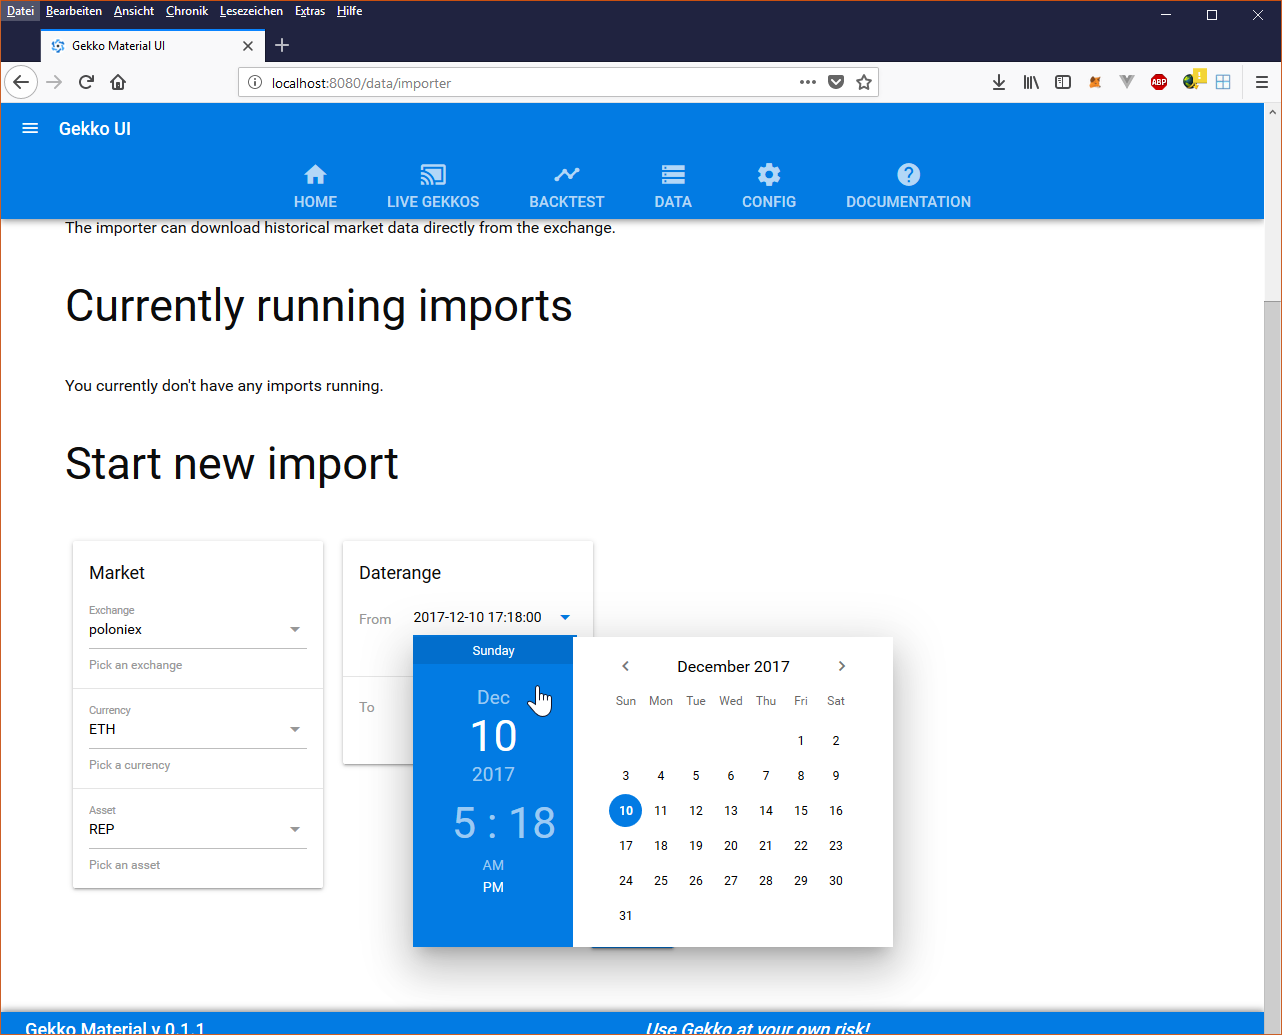 Datei Bearbeiten Ansicht Chronik Lesezeichen Extras Hilfe
Gekko Material UI
localhost:8080/data/importer
ABP
Gekko UI
HOME LIVE GEKKOS BACKTEST DATA CONFIG DOCUMENTATION
The importer can download historical market data directly from the exchange.
Currently running imports
You currently don't have any imports running.
Start new import
Market
Exchange
poloniex
Pick an exchange
Currency
ETH
Pick a currency
Asset
REP
Pick an asset
Daterange
From 2017-12-10 17:18:00
To
Sunday
Dec
10
2017
5 : 18
AM
PM
December 2017
Sun Mon Tue Wed Thu Fri Sat
1 2
3 4 5 6 7 8 9
10 11 12 13 14 15 16
17 18 19 20 21 22 23
24 25 26 27 28 29 30
31
Gekko Material v 0.1.1
Use Gekko at your own risk!